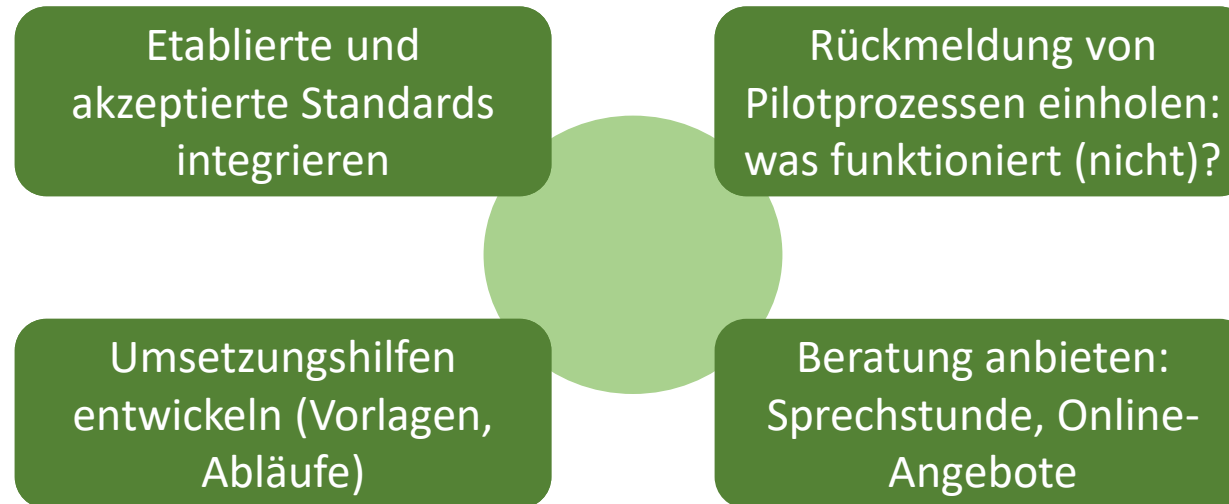 Etablierte und
akzeptierte Standards
integrieren
Rückmeldung von
Pilotprozessen einholen:
was funktioniert (nicht)?
Umsetzungshilfen
entwickeln (Vorlagen,
Abläufe)
Beratung anbieten:
Sprechstunde, Online-
Angebote